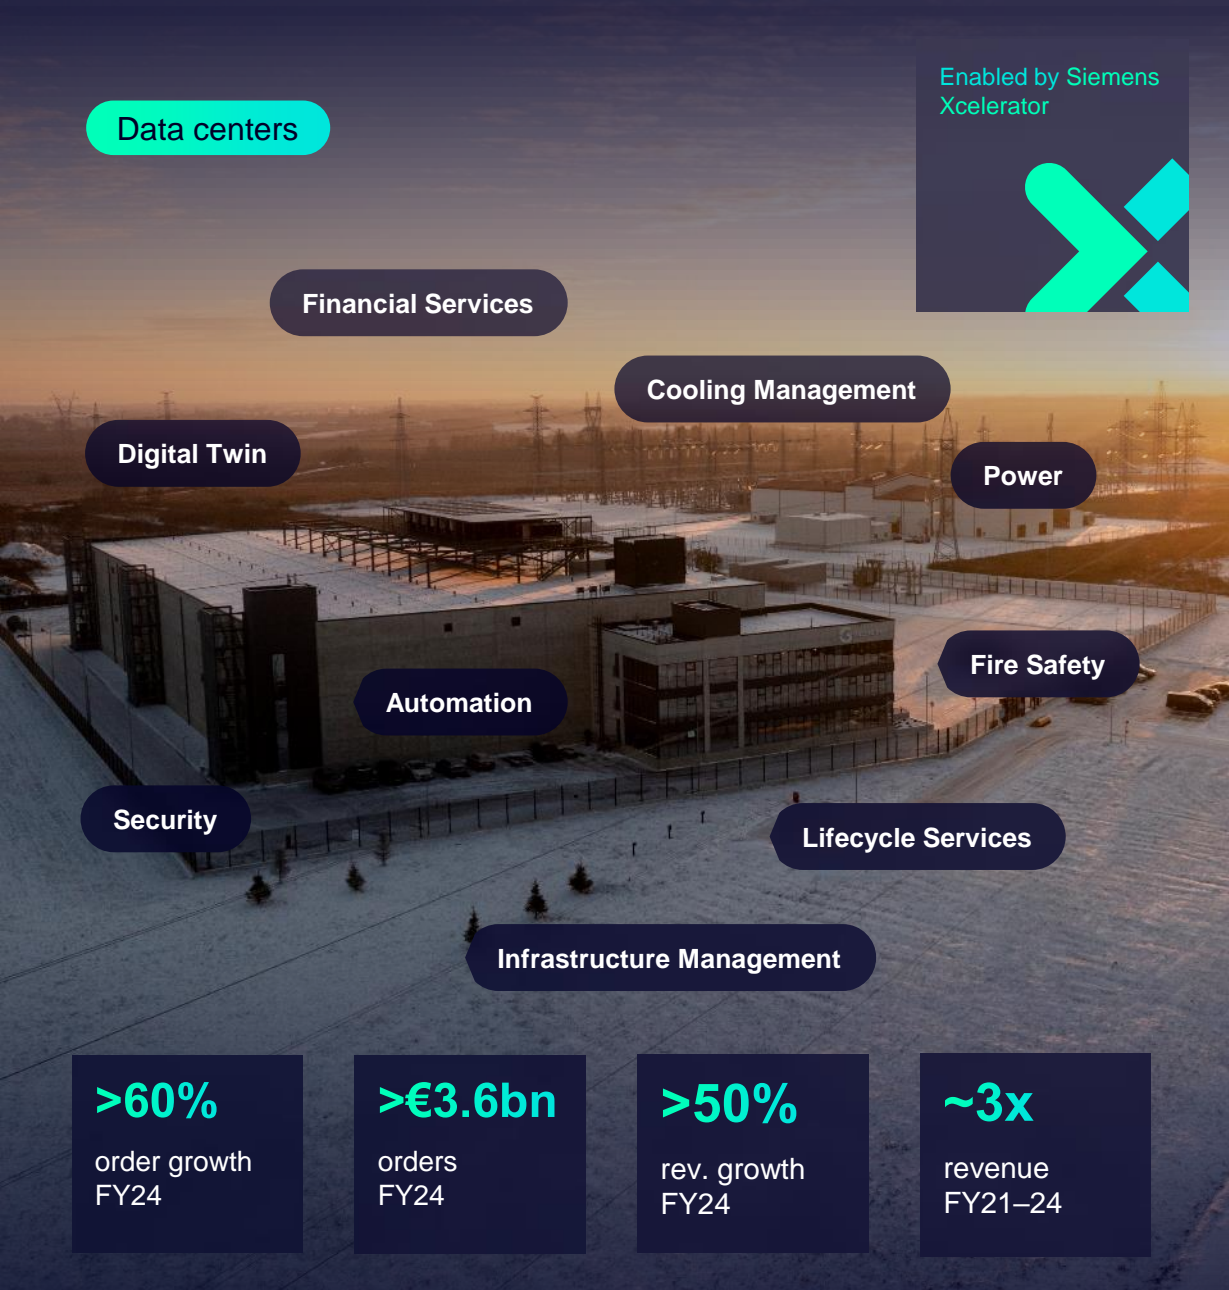 Enabled by Siemens
Xcelerator
Data centers
Financial Services
Cooling Management
Digital Twin
Power
Fire Safety
Automation
Security
Lifecycle Services
Infrastructure Management
>60%
order growth
FY24
>€3.6bn
orders
FY24
>50%
rev. growth
FY24
~3x
revenue
FY21–24